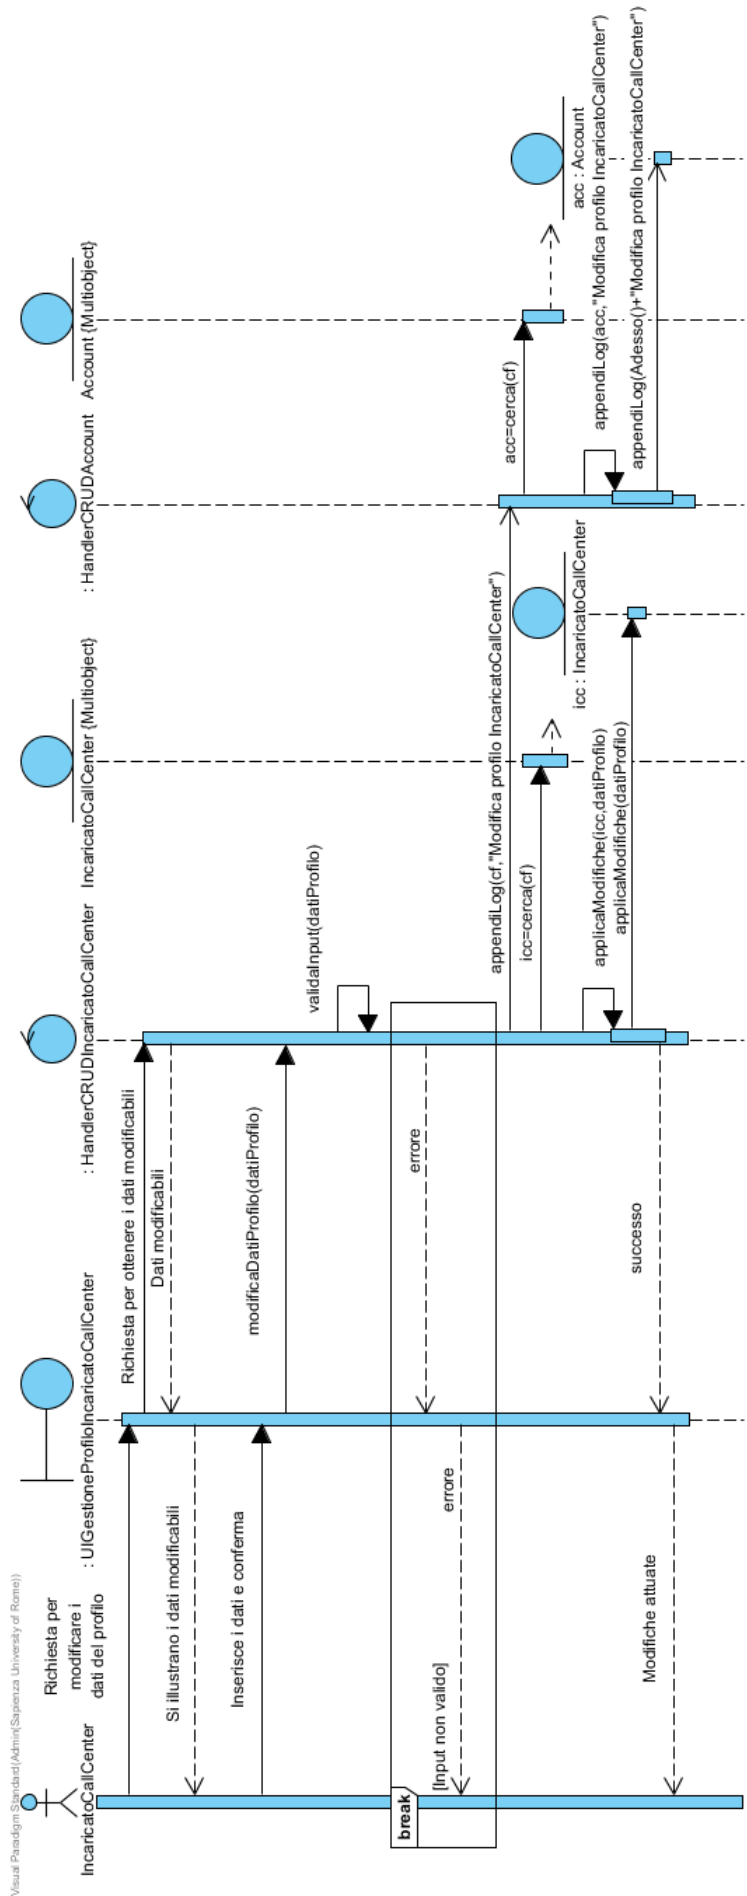 Visual Paradigm Standard(Admin(Sapienza University of Rome))
IncaricatoCallCenter
: UIGestioneProfiloIncaricatoCallCenter
: HandlerCRUDIncaricatoCallCenter
IncaricatoCallCenter {Multiobject}
: HandlerCRUDAccount
Account {Multiobject}
Richiesta per
modificare i
dati del profilo
Richiesta per ottenere i dati modificabili
Dati modificabili
Si illustrano i dati modificabili
Inserisce i dati e conferma
modificaDatiProfilo(datiProfilo)
validaInput(datiProfilo)
break
[Input non valido]
errore
errore
appendiLog(cf,"Modifica profilo IncaricatoCallCenter")
acc=cerca(cf)
acc : Account
icc=cerca(cf)
icc : IncaricatoCallCenter
appendiLog(acc,"Modifica profilo IncaricatoCallCenter")
applicaModifiche(icc,datiProfilo)
applicaModifiche(datiProfilo)
appendiLog(Adesso()+"Modifica profilo IncaricatoCallCenter")
successo
Modifiche attuate